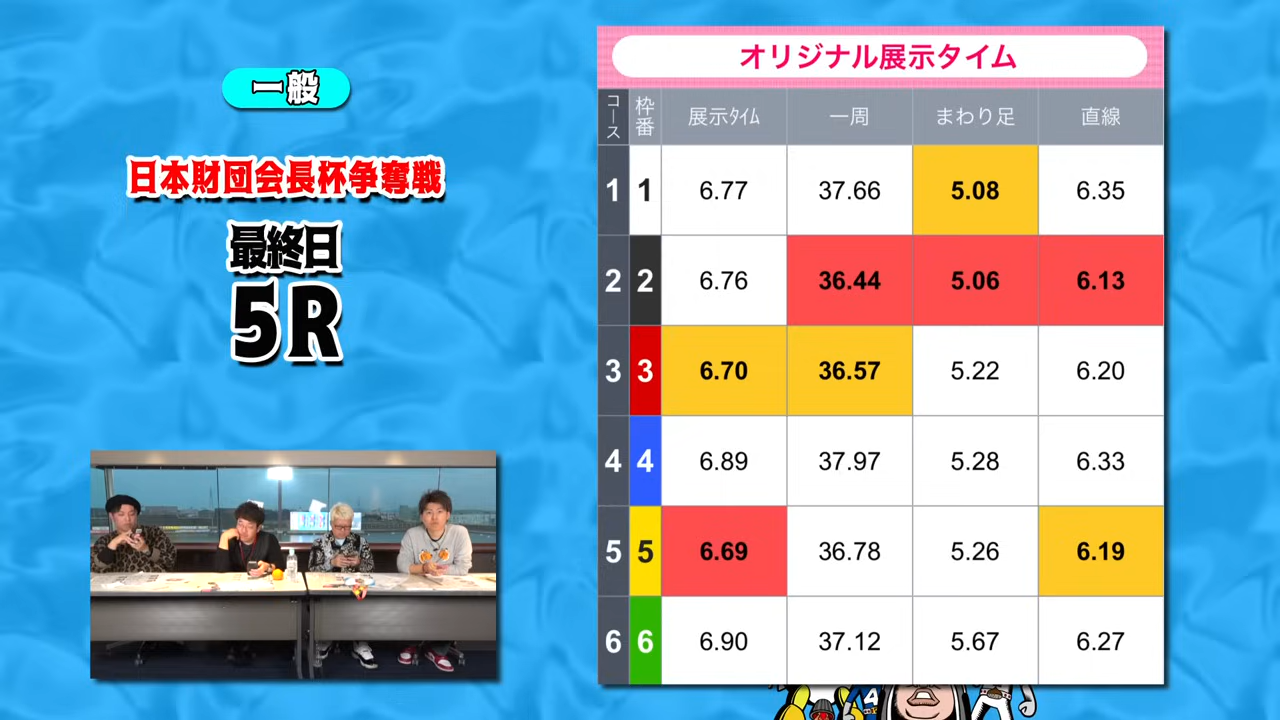 一般
日本財団会長杯争奪戦
最終日
5R
オリジナル展示タイム
コース 枠番 展示タイム 一周 まわり足 直線
1 1 6.77 37.66 5.08 6.35
2 2 6.76 36.44 5.06 6.13
3 3 6.70 36.57 5.22 6.20
4 4 6.89 37.97 5.28 6.33
5 5 6.69 36.78 5.26 6.19
6 6 6.90 37.12 5.67 6.27